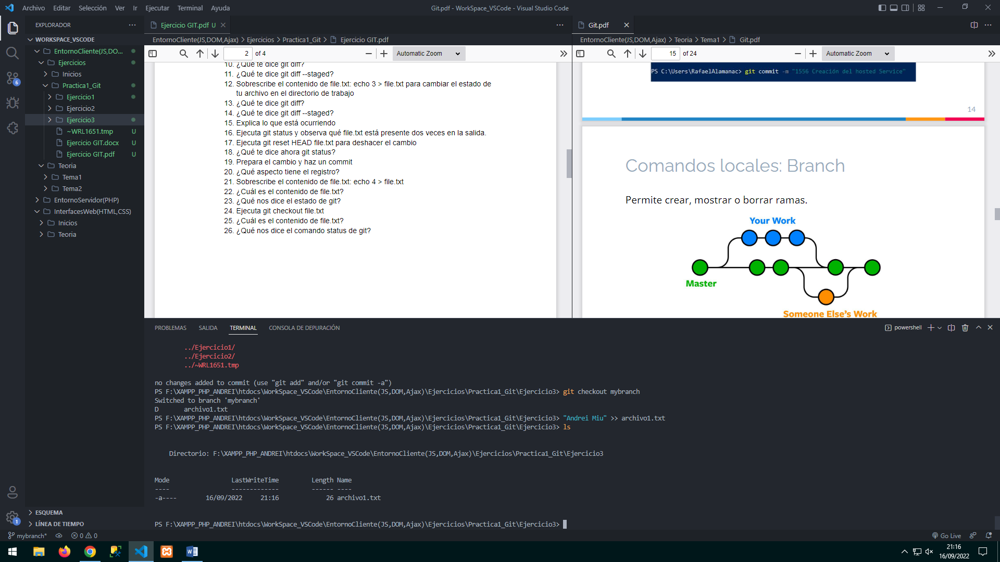 Archivo Editar Selección Ver Ir Ejecutar Terminal Ayuda
Git.pdf - WorkSpace_VSCode - Visual Studio Code
EXPLORADOR
WORKSPACE_VSCODE
EntornoCliente(JS,DO...
Ejercicios
Inicios
Practica1_Git
Ejercicio1
Ejercicio2
Ejercicio3
~WRL1651.tmp U
Ejercicio GIT.docx U
Ejercicio GIT.pdf U
Teoria
Tema1
Tema2
EntornoServidor(PHP)
InterfacesWeb(HTML,CSS)
Inicios
Teoria
ESQUEMA
LÍNEA DE TIEMPO
6
1
Ejercicio GIT.pdf U
EntornoCliente(JS,DOM,Ajax) > Ejercicios > Practica1_Git > Ejercicio GIT.pdf
2 of 4 Automatic Zoom
10. ¿Qué te dice git diff?
11. ¿Qué te dice git diff --staged?
12. Sobrescribe el contenido de file.txt: echo 3 > file.txt para cambiar el estado de
tu archivo en el directorio de trabajo
13. ¿Qué te dice git diff?
14. ¿Qué te dice git diff --staged?
15. Explica lo que está ocurriendo
16. Ejecuta git status y observa qué file.txt está presente dos veces en la salida.
17. Ejecuta git reset HEAD file.txt para deshacer el cambio
18. ¿Qué te dice ahora git status?
19. Prepara el cambio y haz un commit
20. ¿Qué aspecto tiene el registro?
21. Sobrescribe el contenido de file.txt: echo 4 > file.txt
22. ¿Cuál es el contenido de file.txt?
23. ¿Qué nos dice el estado de git?
24. Ejecuta git checkout file.txt
25. ¿Cuál es el contenido de file.txt?
26. ¿Qué nos dice el comando status de git?
Git.pdf
EntornoCliente(JS,DOM,Ajax) > Teoria > Tema1 > Git.pdf
15 of 24 Automatic Zoom
PS C:\Users\RafaelAlamanac> git commit -m "1556 Creación del hosted Service"
14
Comandos locales: Branch
Permite crear, mostrar o borrar ramas.
Your Work
Master
Someone Else's Work
PROBLEMAS SALIDA TERMINAL CONSOLA DE DEPURACIÓN
powershell
../Ejercicio1/
../Ejercicio2/
../~WRL1651.tmp
no changes added to commit (use "git add" and/or "git commit -a")
PS F:\XAMPP_PHP_ANDREI\htdocs\WorkSpace_VSCode\EntornoCliente(JS,DOM,Ajax)\Ejercicios\Practica1_Git\Ejercicio3> git checkout mybranch
Switched to branch 'mybranch'
D archivo1.txt
PS F:\XAMPP_PHP_ANDREI\htdocs\WorkSpace_VSCode\EntornoCliente(JS,DOM,Ajax)\Ejercicios\Practica1_Git\Ejercicio3> "Andrei Miu" >> archivo1.txt
PS F:\XAMPP_PHP_ANDREI\htdocs\WorkSpace_VSCode\EntornoCliente(JS,DOM,Ajax)\Ejercicios\Practica1_Git\Ejercicio3> ls
Directorio: F:\XAMPP_PHP_ANDREI\htdocs\WorkSpace_VSCode\EntornoCliente(JS,DOM,Ajax)\Ejercicios\Practica1_Git\Ejercicio3
Mode LastWriteTime Length Name
---- ------------- ------ ----
-a---- 16/09/2022 21:16 26 archivo1.txt
PS F:\XAMPP_PHP_ANDREI\htdocs\WorkSpace_VSCode\EntornoCliente(JS,DOM,Ajax)\Ejercicios\Practica1_Git\Ejercicio3>
mybranch* 0 0
Go Live
21:16
16/09/2022